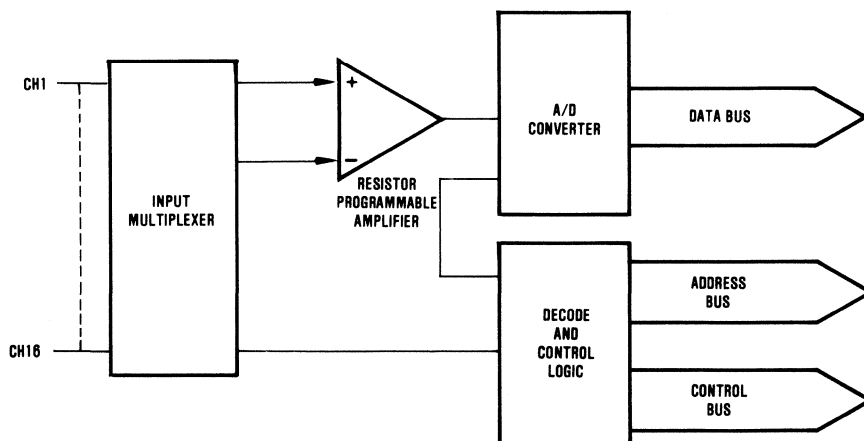 CH1
CH16
INPUT
MULTIPLEXER
+
−
RESISTOR
PROGRAMMABLE
AMPLIFIER
A/D
CONVERTER
DATA BUS
DECODE
AND
CONTROL
LOGIC
ADDRESS
BUS
CONTROL
BUS